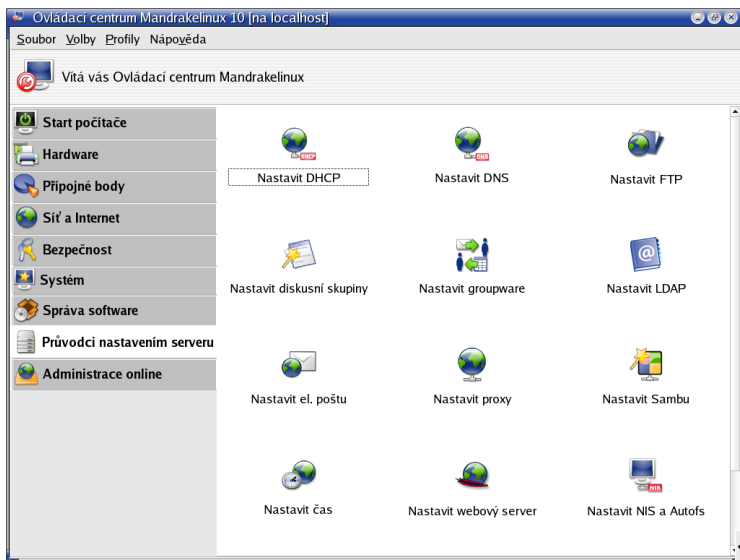 Ovládací centrum Mandrakelinux 10 [na localhost]
Soubor Volby Profily Nápověda
Vítá vás Ovládací centrum Mandrakelinux
Start počítače
Hardware
Přípojné body
Síť a Internet
Bezpečnost
Systém
Správa software
Průvodci nastavením serveru
Administrace online
Nastavit DHCP
Nastavit DNS
Nastavit FTP
Nastavit diskusní skupiny
Nastavit groupware
Nastavit LDAP
Nastavit el. poštu
Nastavit proxy
Nastavit Sambu
Nastavit čas
Nastavit webový server
Nastavit NIS a Autofs
DHCP
DNS
@
NIS